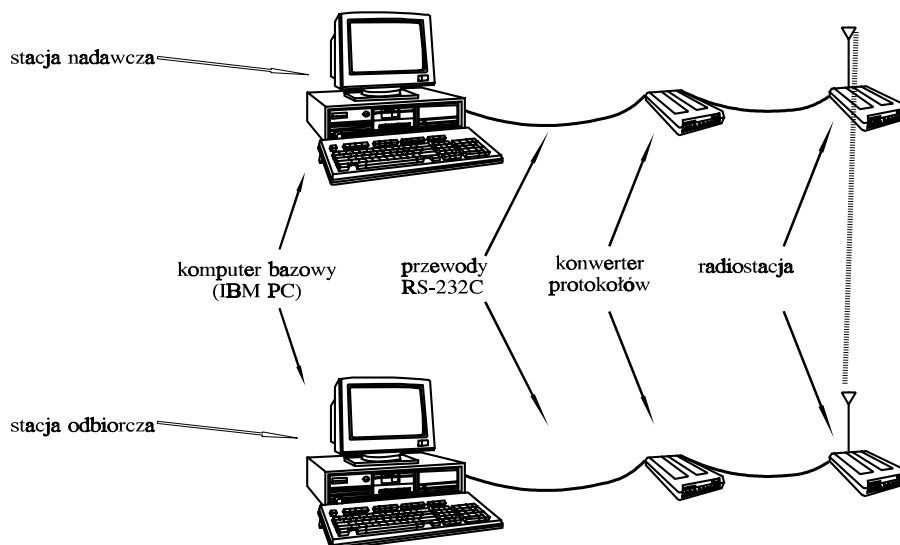 stacja nadawcza
komputer bazowy
(IBM PC)
przewody
RS-232C
konwerter
protokołów
radiostacja
stacja odbiorcza